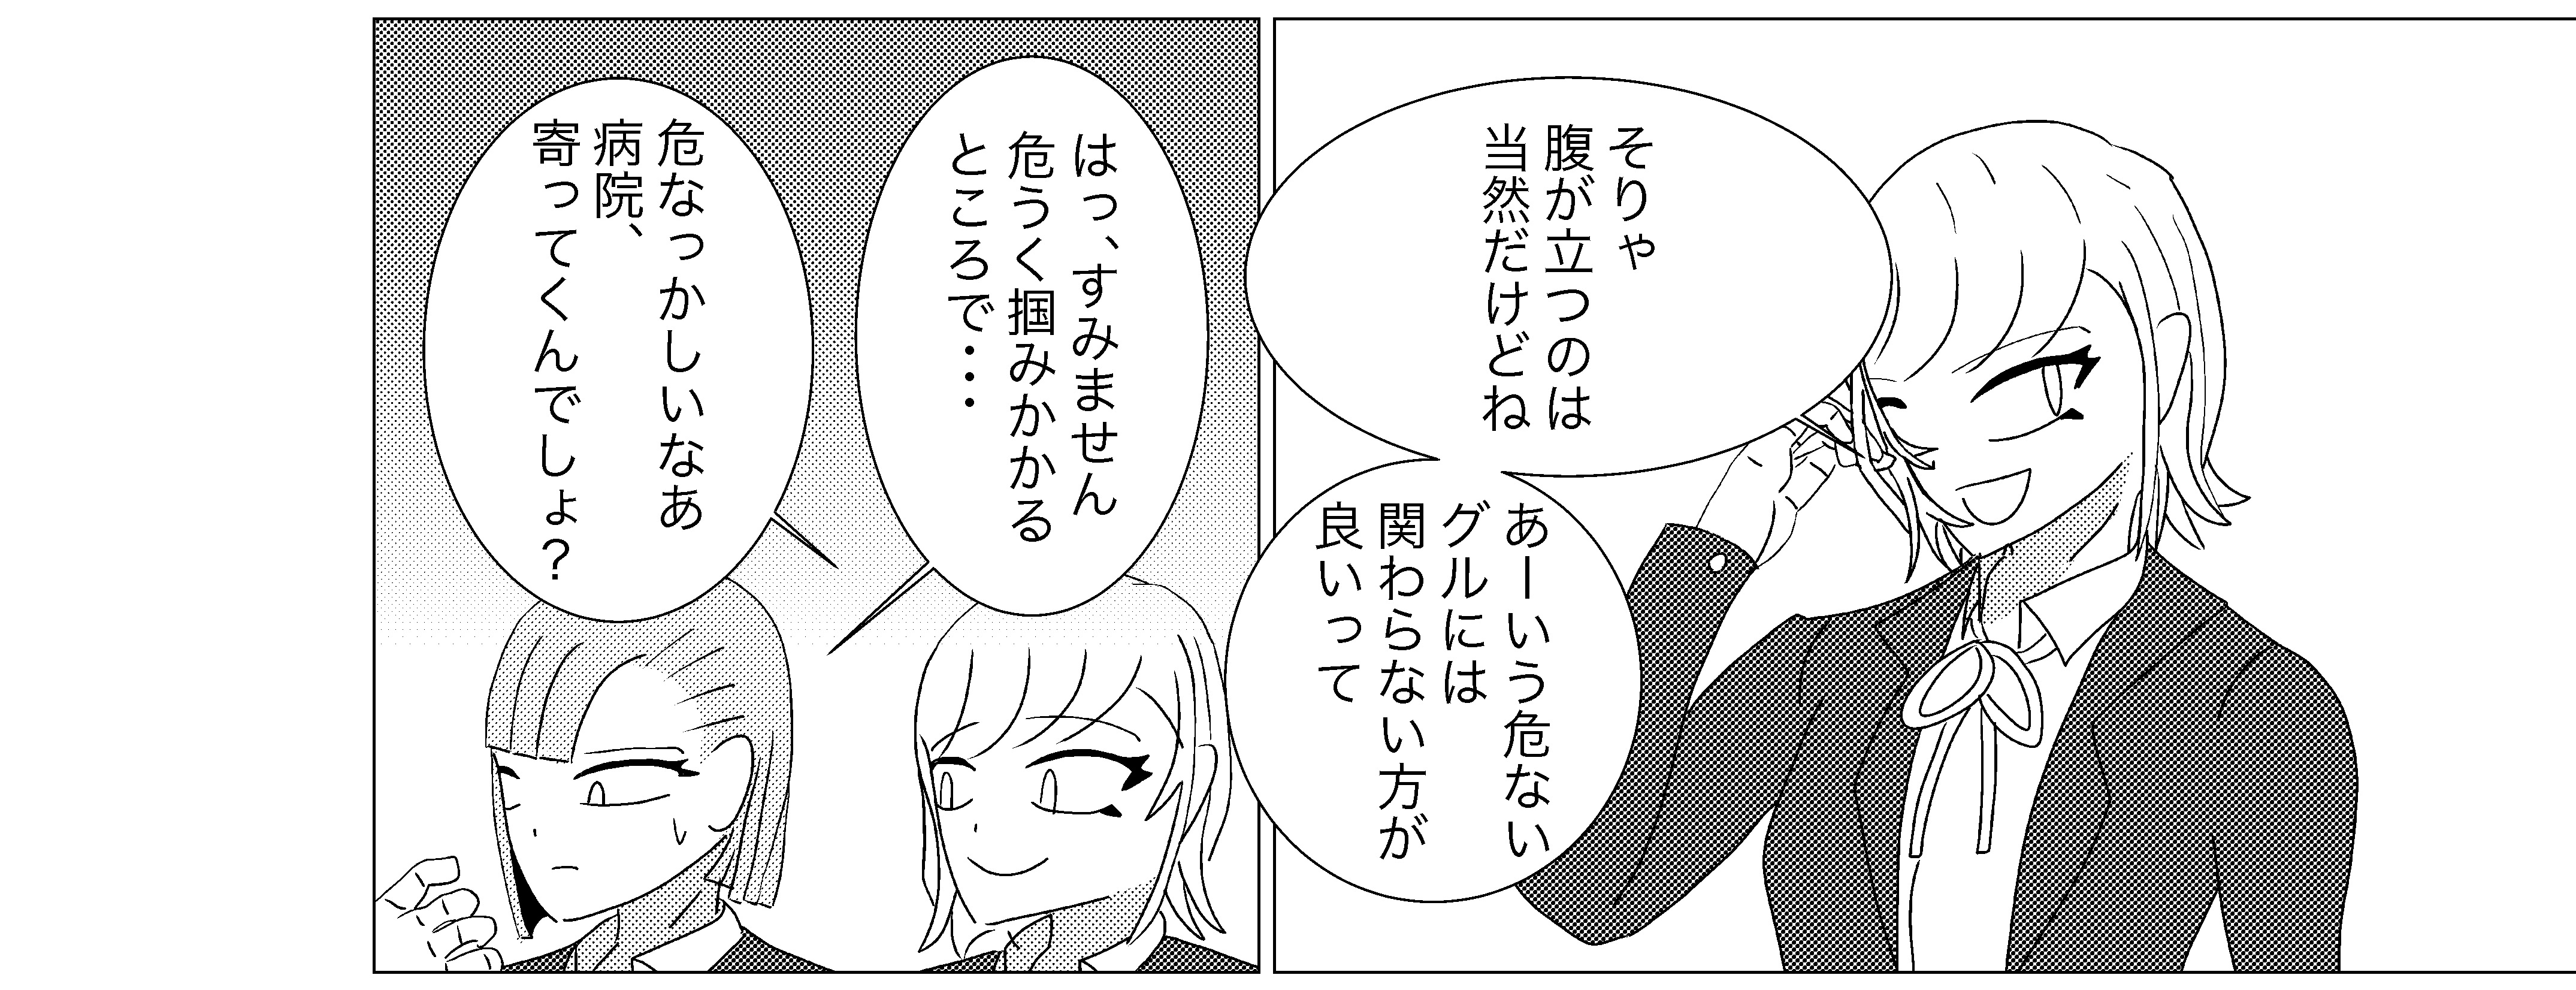 そりゃ
腹が立つのは
当然だけどね
あーいう危ない
グルには
関わらない方が
良いって
はっ、すみません
危うく掴みかかる
ところで・・・
危なっかしいなあ
病院、
寄ってくんでしょ？